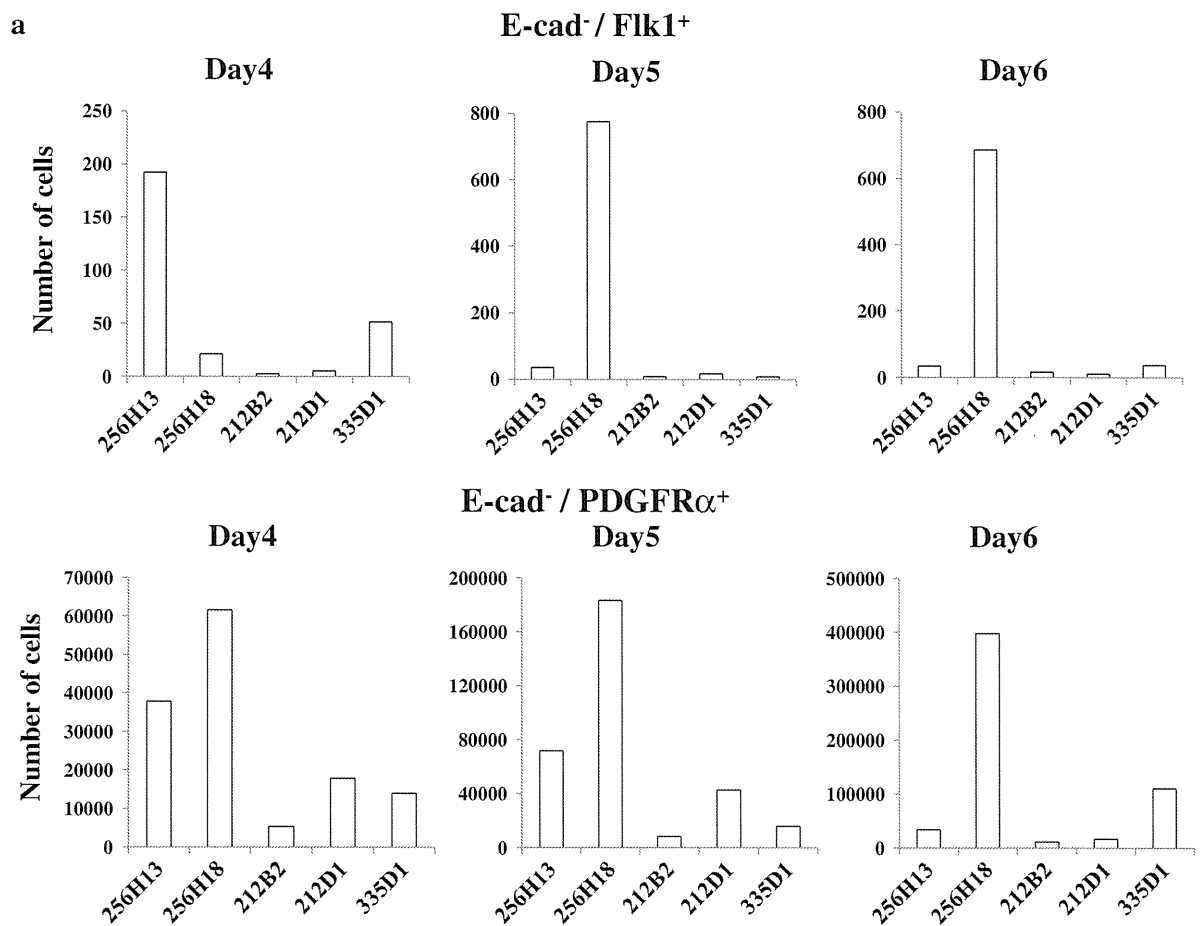 a
E-cad⁻ / Flk1⁺
Day4
Day5
Day6
Number of cells
250
200
150
100
50
0
256H13
256H18
212B2
212D1
335D1
800
600
400
200
0
256H13
256H18
212B2
212D1
335D1
800
600
400
200
0
256H13
256H18
212B2
212D1
335D1
E-cad⁻ / PDGFRα⁺
Day4
Day5
Day6
Number of cells
70000
60000
50000
40000
30000
20000
10000
0
256H13
256H18
212B2
212D1
335D1
200000
160000
120000
80000
40000
0
256H13
256H18
212B2
212D1
335D1
500000
400000
300000
200000
100000
0
256H13
256H18
212B2
212D1
335D1